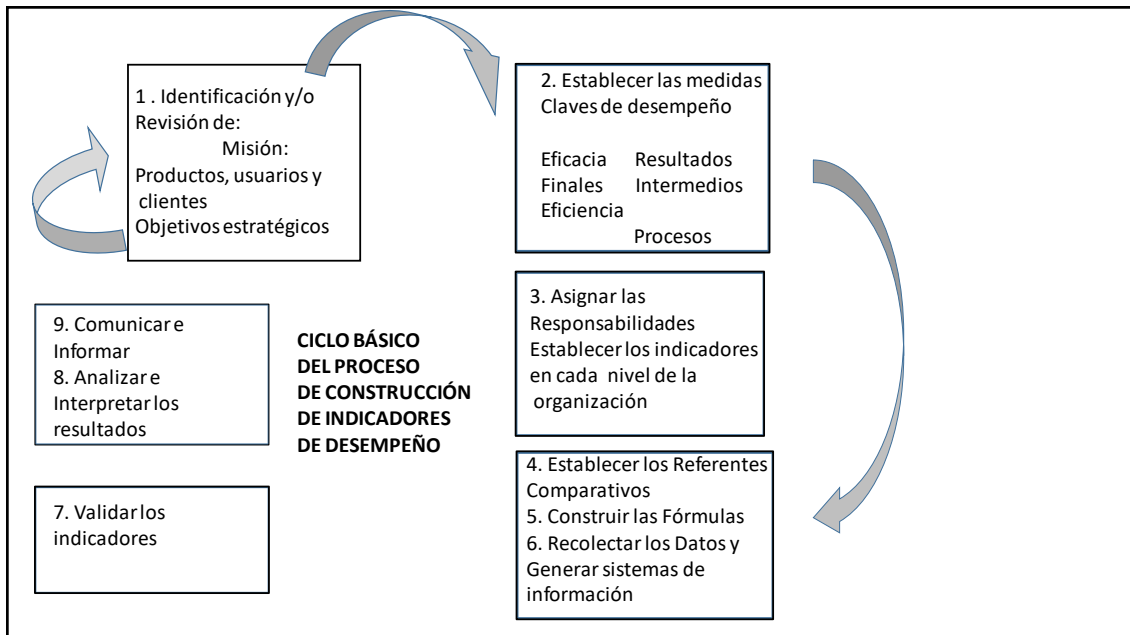 1 . Identificación y/o
Revisión de:
Misión:
Productos, usuarios y
clientes
Objetivos estratégicos
2. Establecer las medidas
Claves de desempeño
Eficacia Resultados
Finales Intermedios
Eficiencia
Procesos
3. Asignar las
Responsabilidades
Establecer los indicadores
en cada nivel de la
organización
4. Establecer los Referentes
Comparativos
5. Construir las Fórmulas
6. Recolectar los Datos y
Generar sistemas de
información
7. Validar los
indicadores
9. Comunicar e
Informar
8. Analizar e
Interpretar los
resultados
CICLO BÁSICO
DEL PROCESO
DE CONSTRUCCIÓN
DE INDICADORES
DE DESEMPEÑO